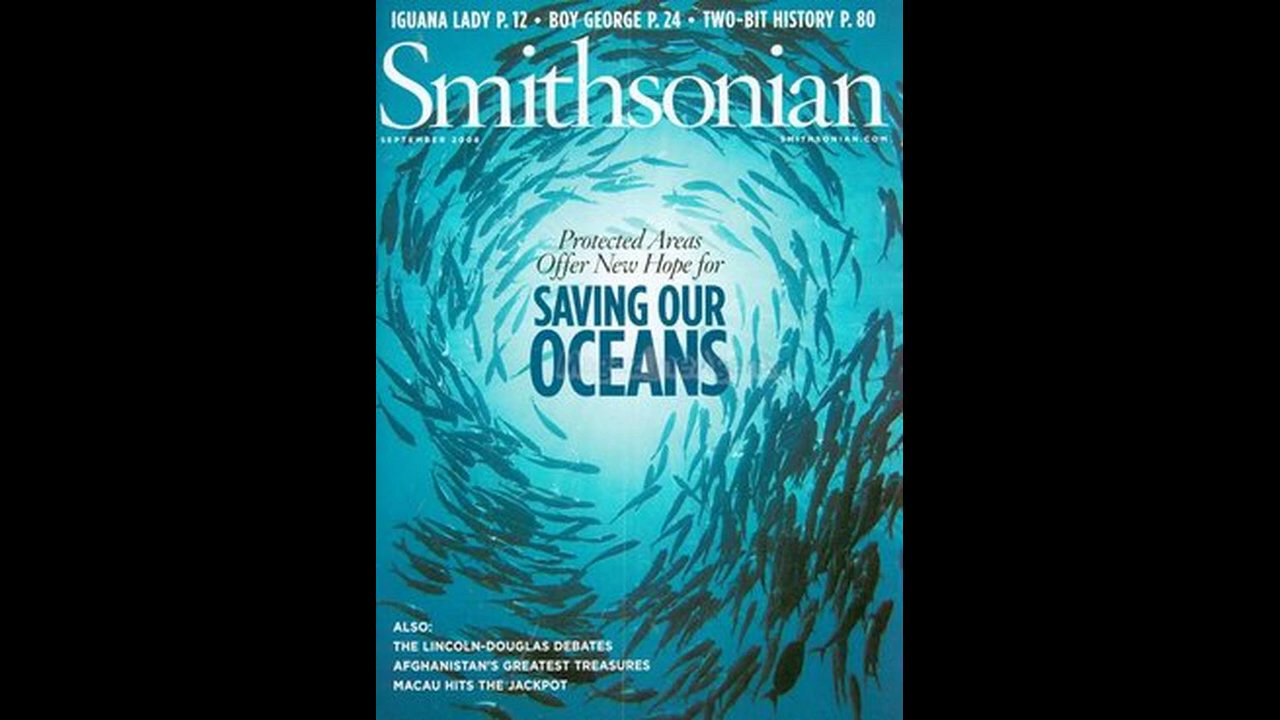 IGUANA LADY P. 12 • BOY GEORGE P. 24 • TWO-BIT HISTORY P. 80
Smithsonian
SEPTEMBER 2008
SMITHSONIAN.COM
Protected Areas
Offer New Hope for
SAVING OUR
OCEANS
ALSO:
THE LINCOLN-DOUGLAS DEBATES
AFGHANISTAN'S GREATEST TREASURES
MACAU HITS THE JACKPOT